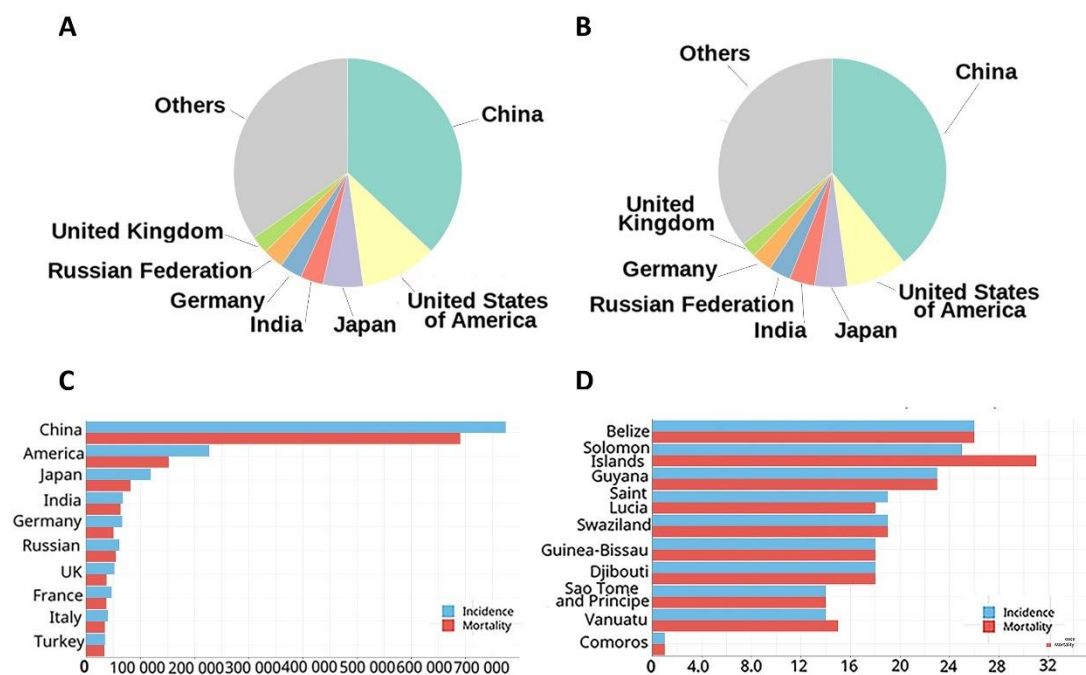 A
Others
China
United Kingdom
Russian Federation
Germany
India
Japan
United States
of America
B
Others
China
United
Kingdom
Germany
Russian Federation
India
Japan
United States
of America
C
China
America
Japan
India
Germany
Russian
UK
France
Italy
Turkey
Incidence
Mortality
0 100 000 200 000 300 000 400 000 500 000 600 000 700 000
D
Belize
Solomon
Islands
Guyana
Saint
Lucia
Swaziland
Guinea-Bissau
Djibouti
Sao Tome
and Principe
Vanuatu
Comoros
Incidence
Mortality
Mortality
0 4.0 8.0 12 16 20 24 28 32